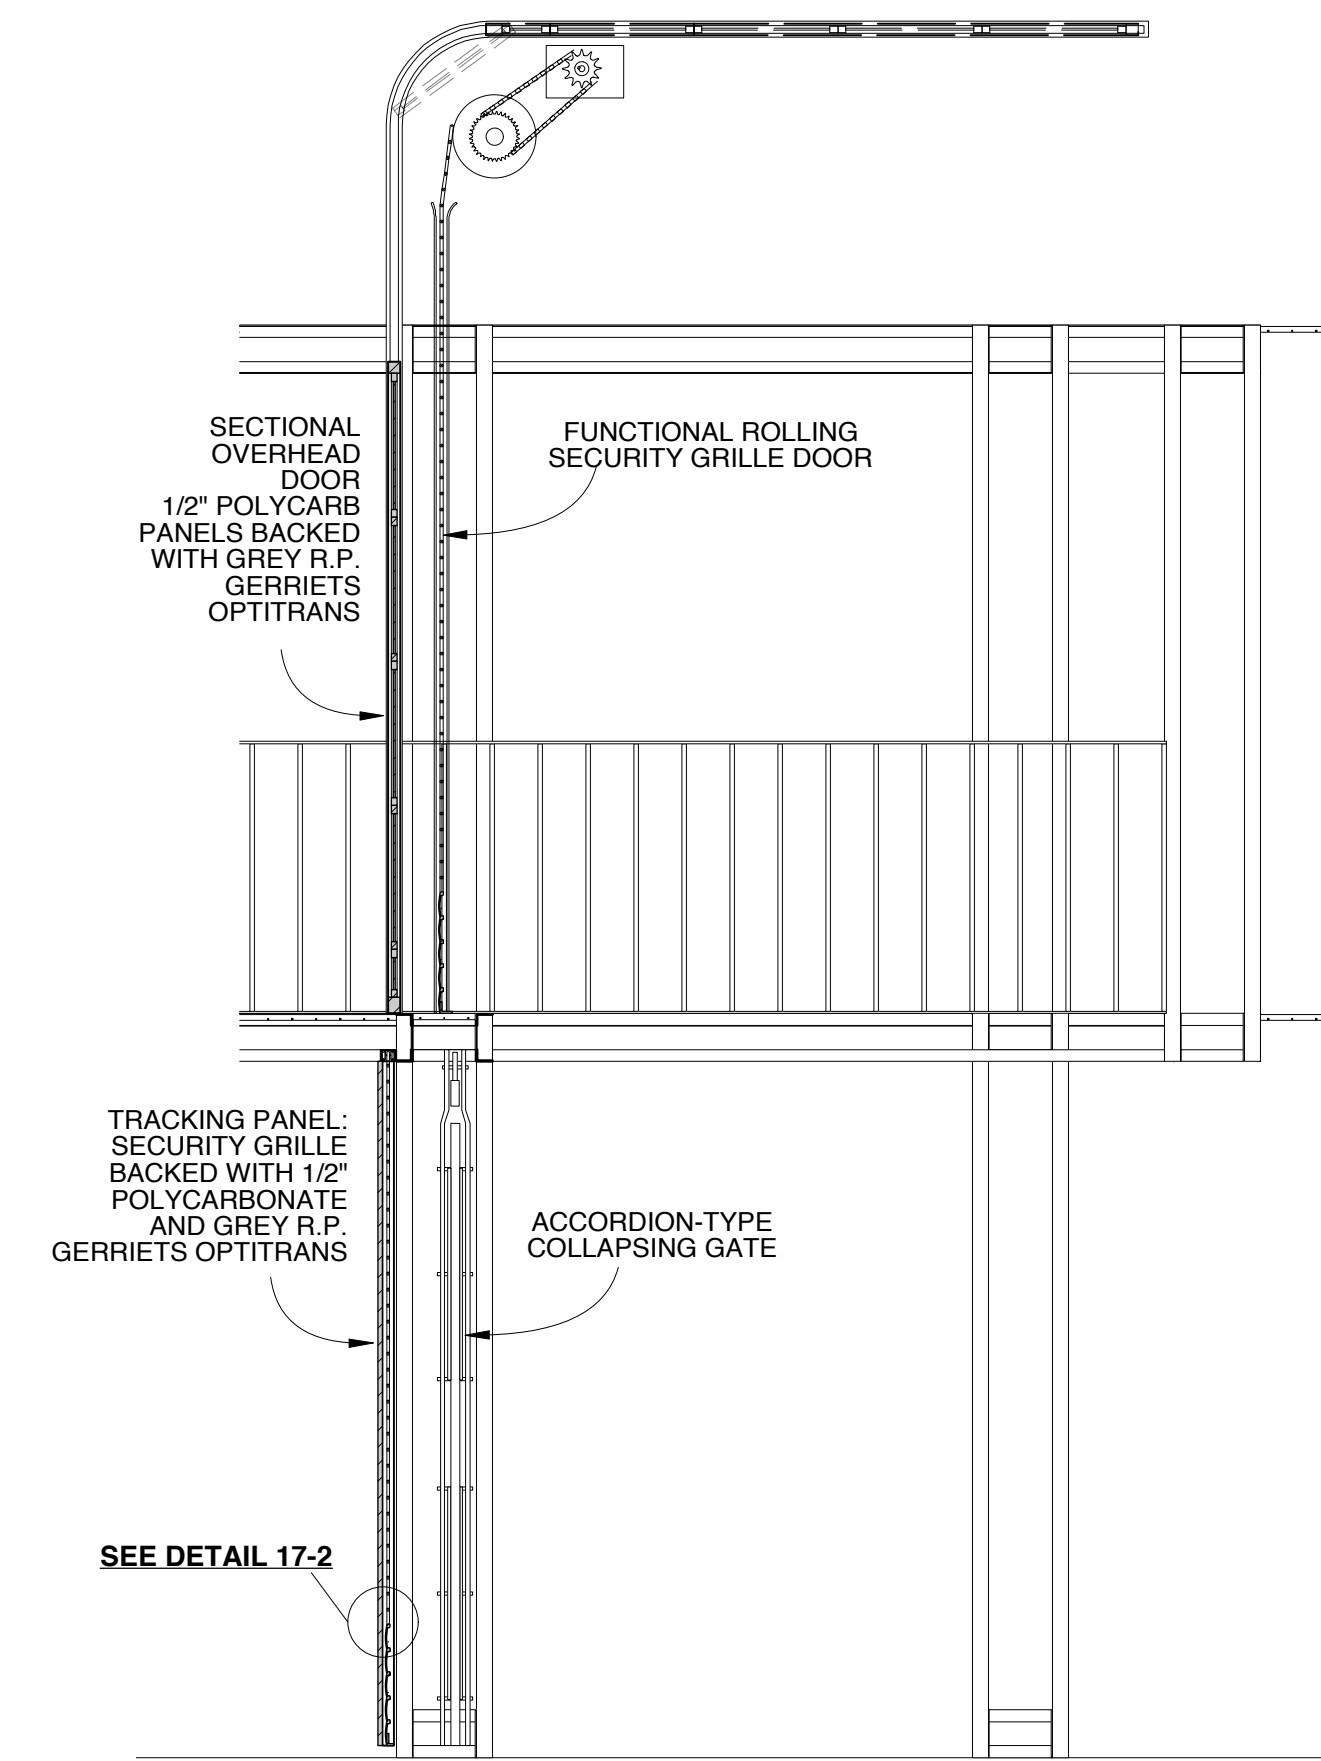 SECTIONAL
OVERHEAD
DOOR
1/2" POLYCARB
PANELS BACKED
WITH GREY R.P.
GERRIETS
OPTITRANS
FUNCTIONAL ROLLING
SECURITY GRILLE DOOR
TRACKING PANEL:
SECURITY GRILLE
BACKED WITH 1/2"
POLYCARBONATE
AND GREY R.P.
GERRIETS OPTITRANS
ACCORDION-TYPE
COLLAPSING GATE
SEE DETAIL 17-2